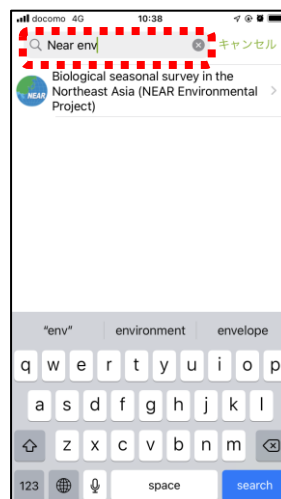 docomo 4G 10:38
Near env キャンセル
NEAR
Biological seasonal survey in the
Northeast Asia (NEAR Environmental
Project)
"env" environment envelope
q w e r t y u i o p
a s d f g h j k l
z x c v b n m
123 space search